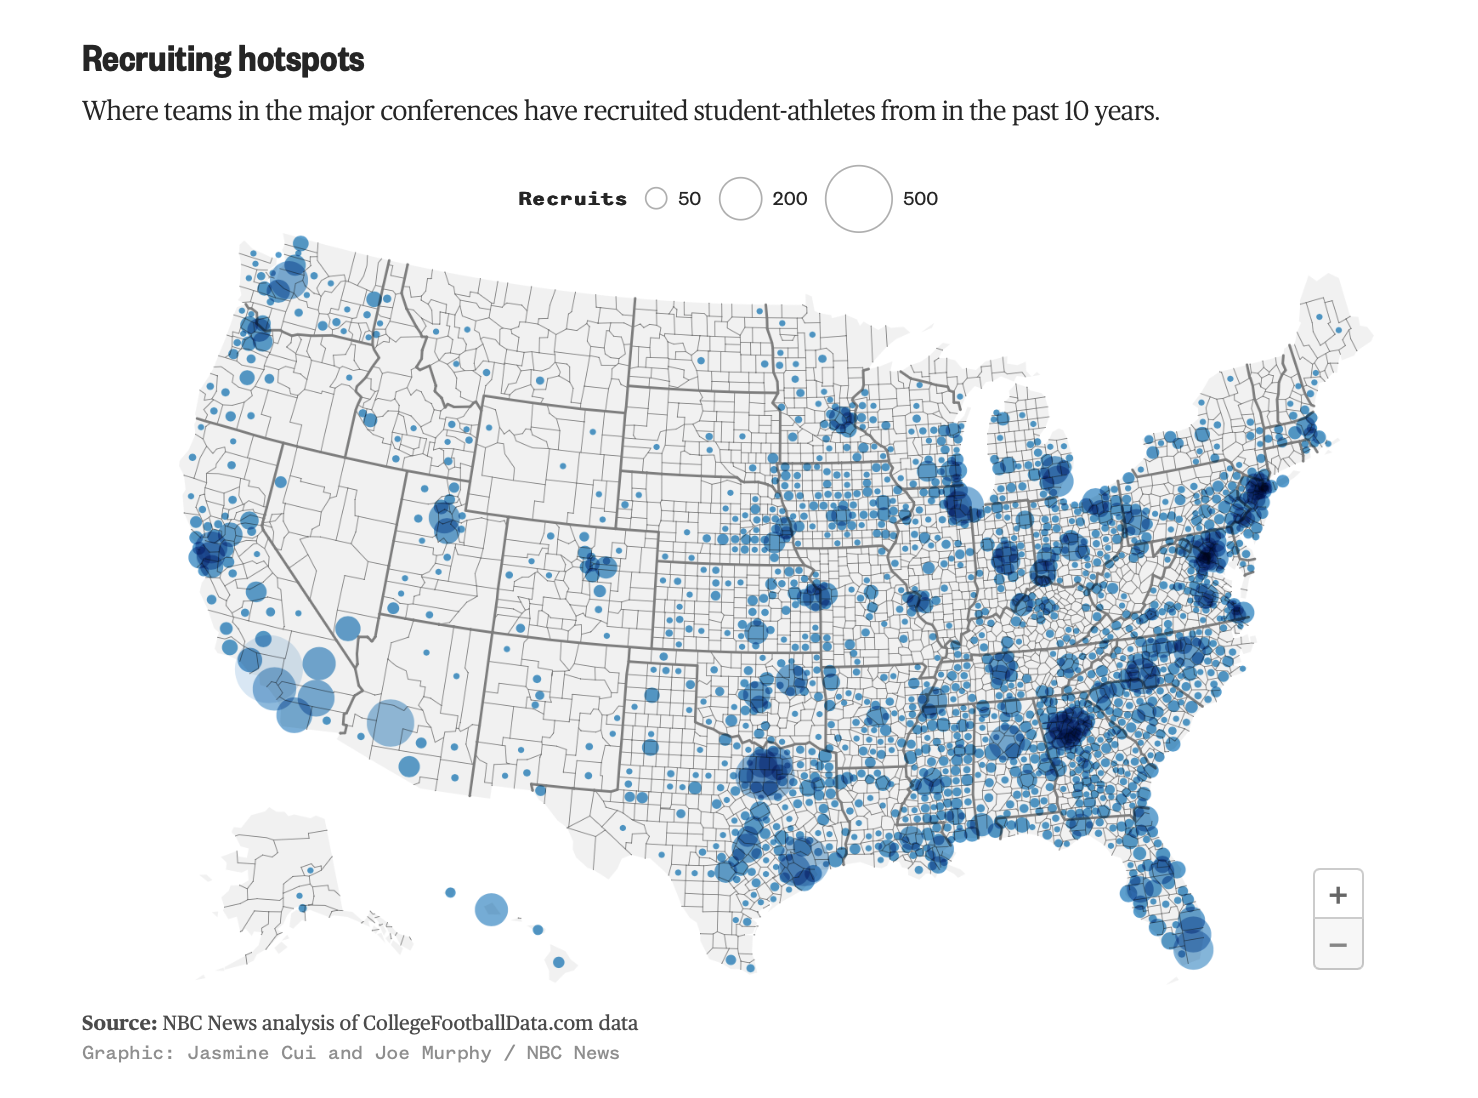 Recruiting hotspots
Where teams in the major conferences have recruited student-athletes from in the past 10 years.
Recruits 50 200 500
+
−
Source: NBC News analysis of CollegeFootballData.com data
Graphic: Jasmine Cui and Joe Murphy / NBC News